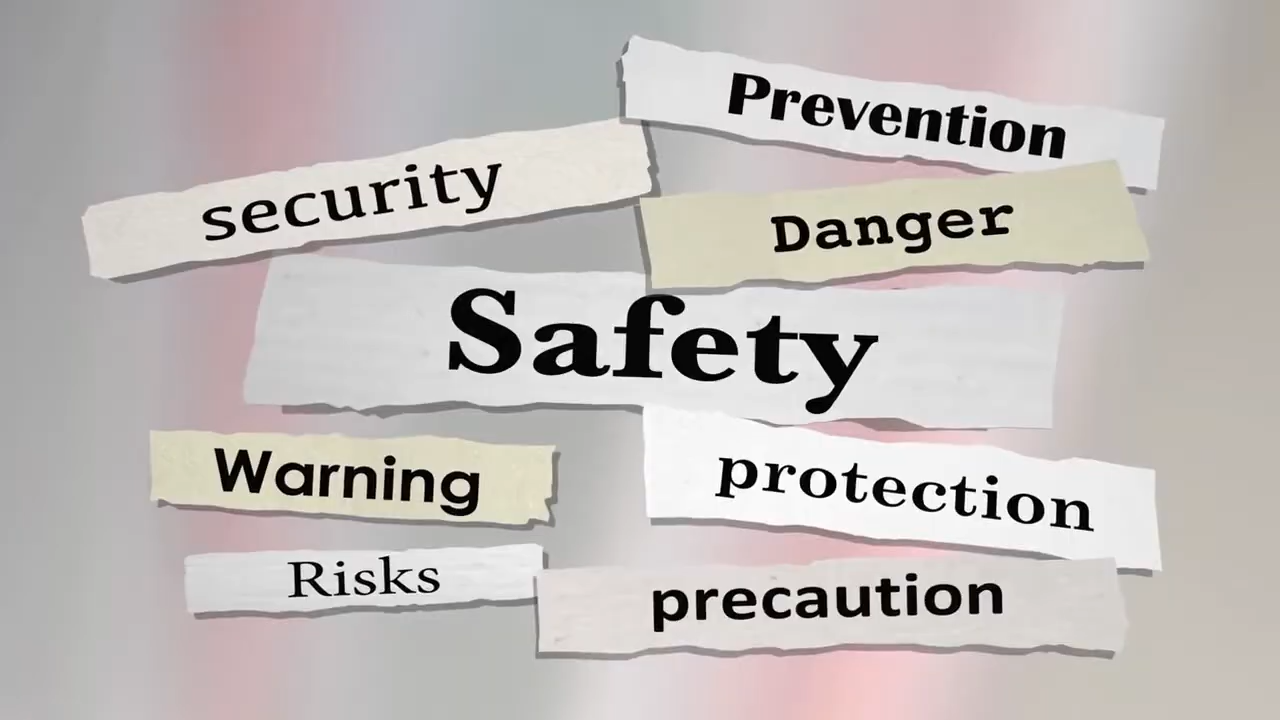 Prevention
security
Danger
Safety
Warning
protection
Risks
precaution